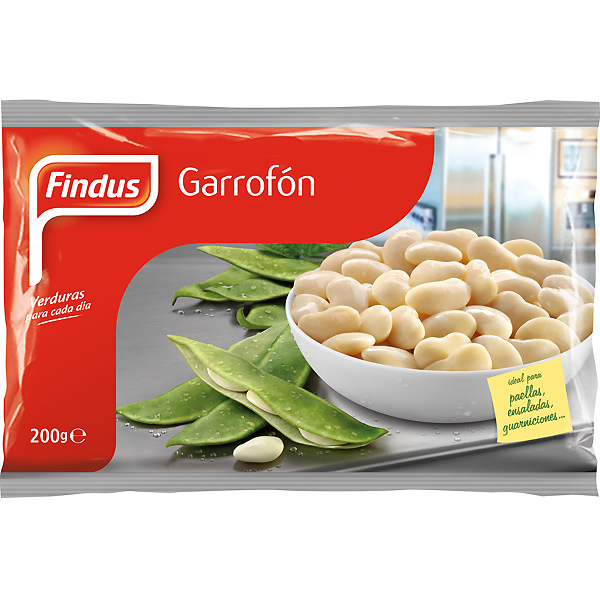 Findus
Garrofón
Verduras
para cada día
200g e
ideal para
paellas,
ensaladas,
guarniciones...